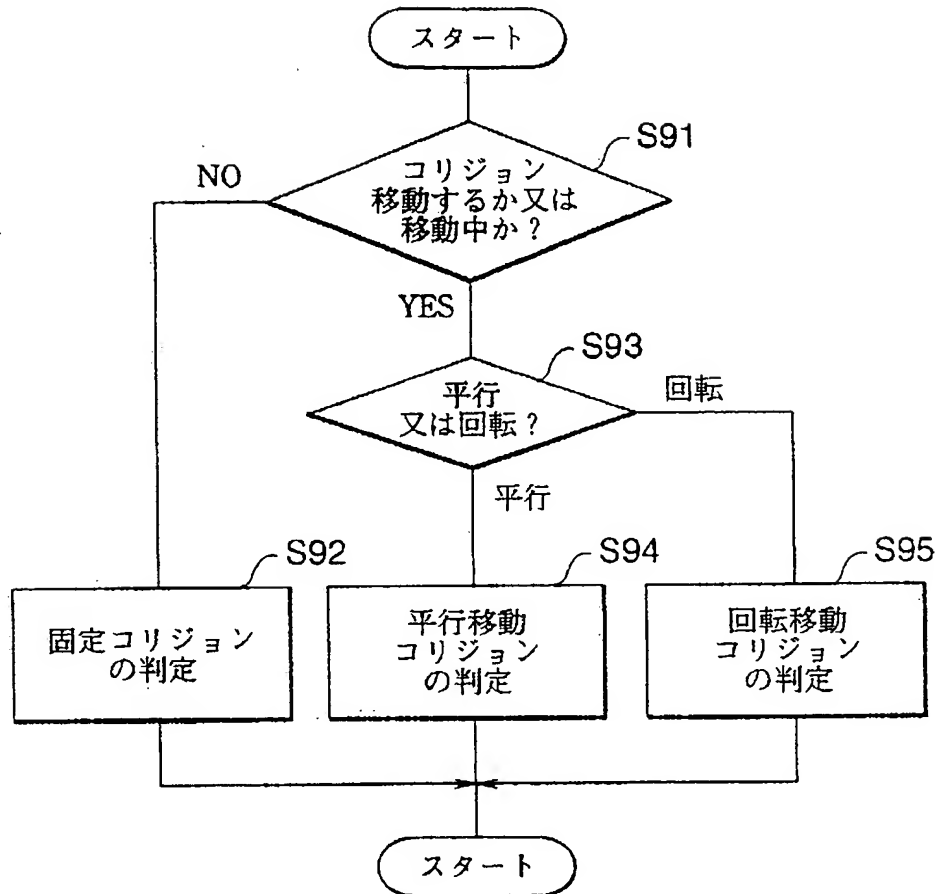 スタート
S91
コリジョン
移動するか又は
移動中か?
NO
YES
S93
平行
又は回転?
回転
平行
S92
固定コリジョン
の判定
S94
平行移動
コリジョン
の判定
S95
回転移動
コリジョン
の判定
スタート